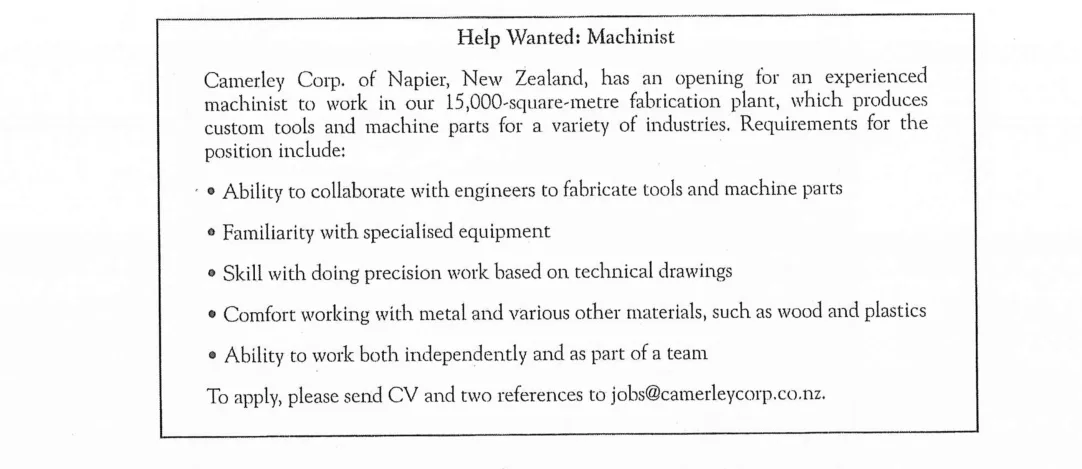 Help Wanted: Machinist
Camerley Corp. of Napier, New Zealand, has an opening for an experienced
machinist to work in our 15,000-square-metre fabrication plant, which produces
custom tools and machine parts for a variety of industries. Requirements for the
position include:
• Ability to collaborate with engineers to fabricate tools and machine parts
• Familiarity with specialised equipment
• Skill with doing precision work based on technical drawings
• Comfort working with metal and various other materials, such as wood and plastics
• Ability to work both independently and as part of a team
To apply, please send CV and two references to jobs@camerleycorp.co.nz.